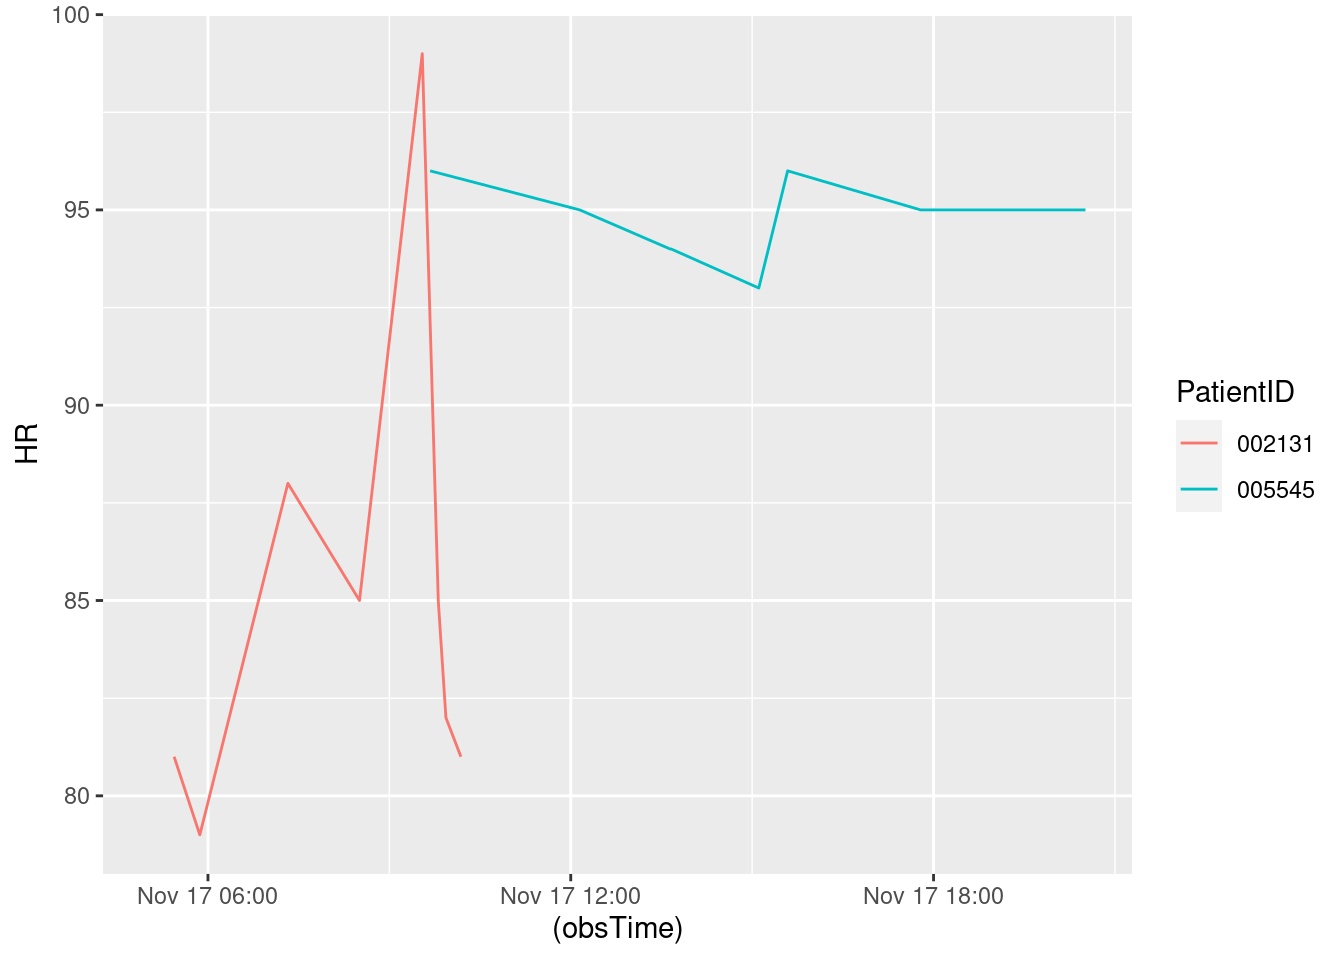 100
95
90
85
80
HR
Nov 17 06:00
Nov 17 12:00
Nov 17 18:00
(obsTime)
PatientID
002131
005545